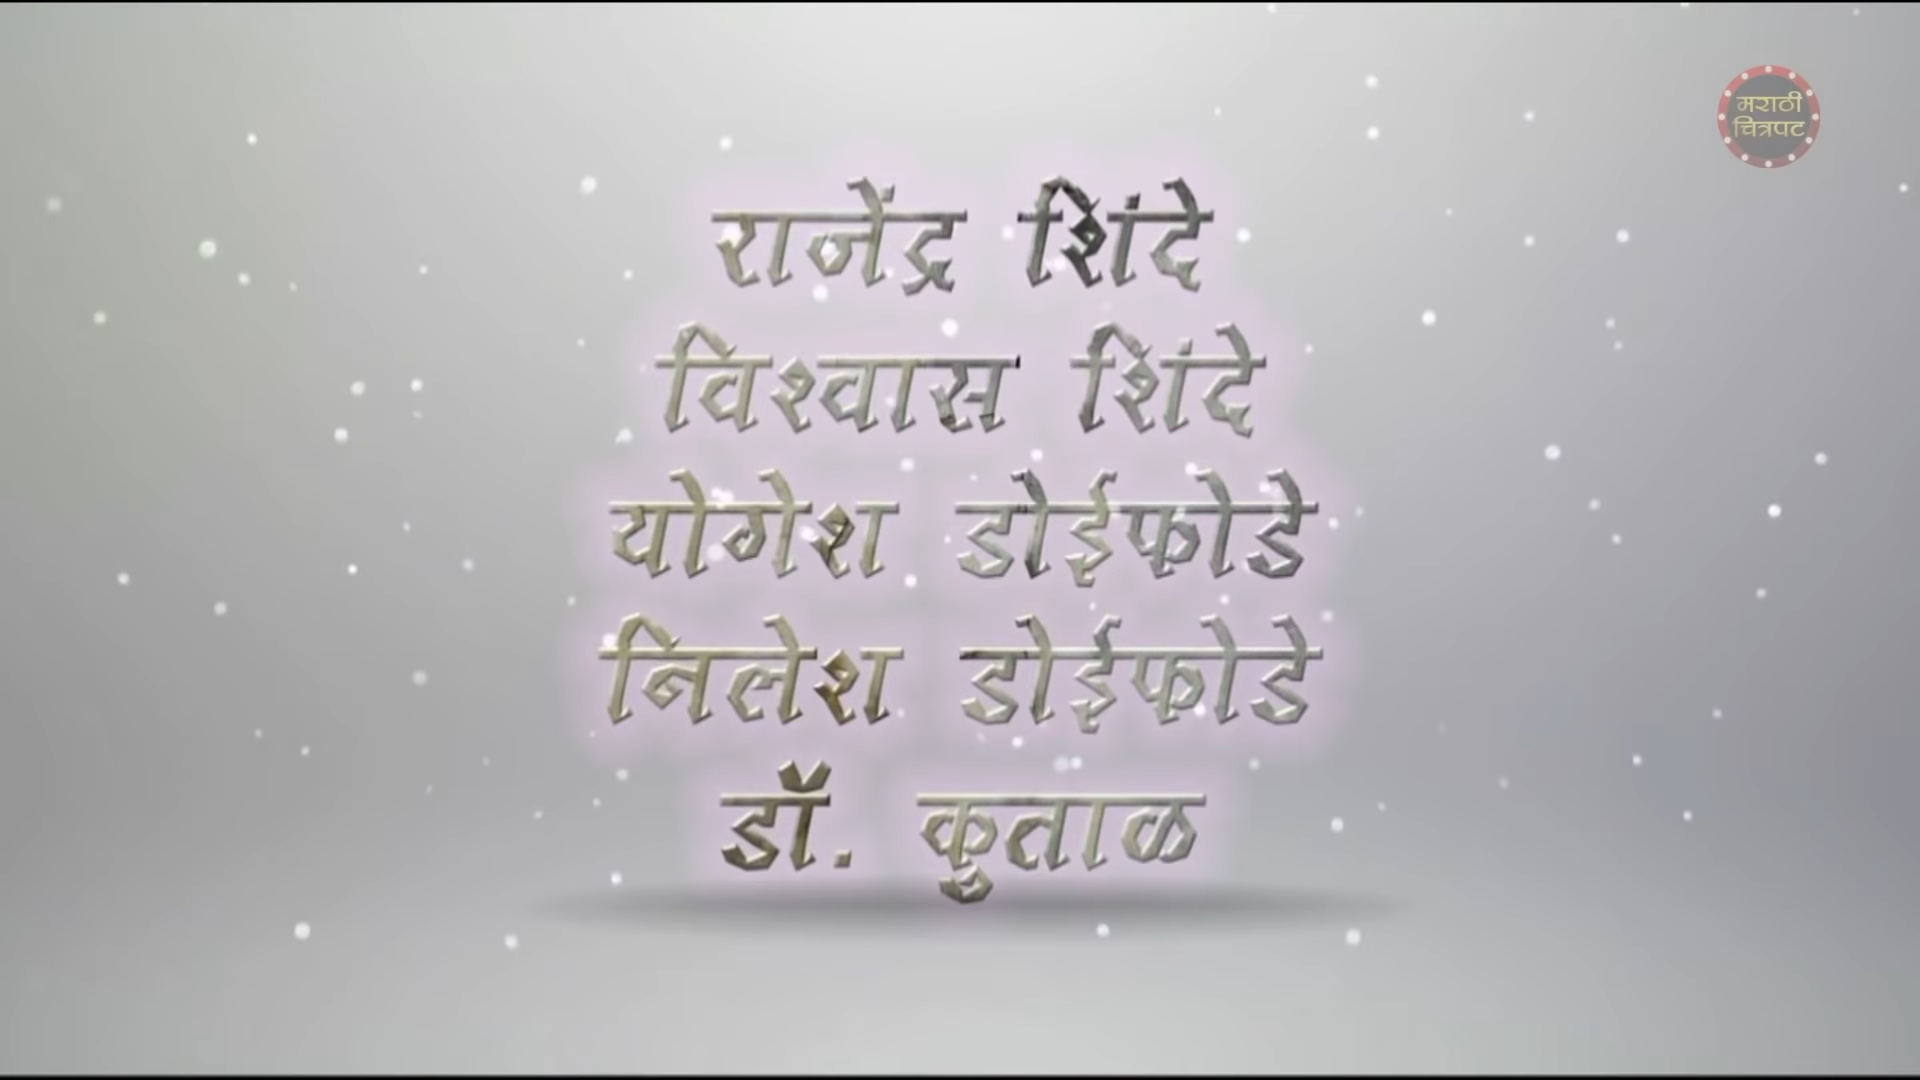 मराठी
चित्रपट
राजेंद्र शिंदे
विश्वास शिंदे
योगेश डोईफोडे
निलेश डोईफोडे
डॉ. कुताळ